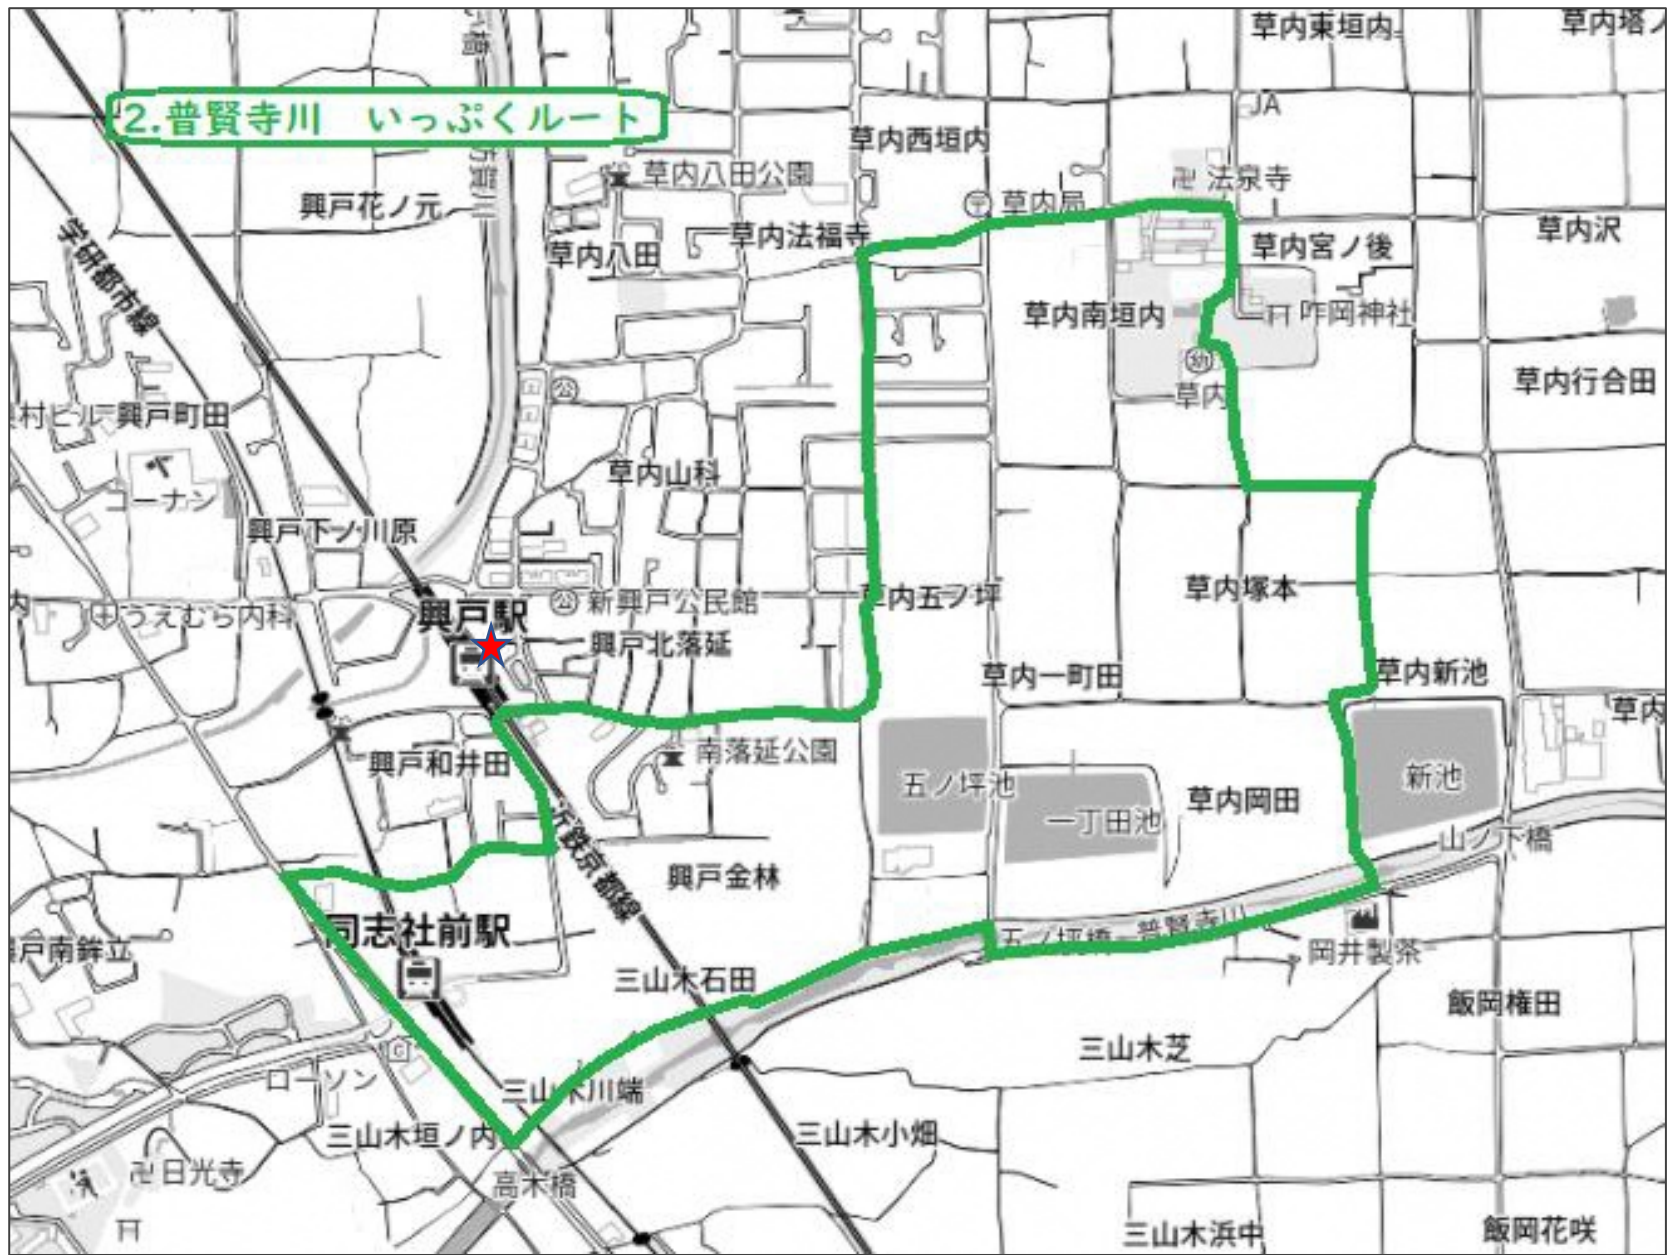 草内東垣内
2.普賢寺川　いっぷくルート
JA
草内西垣内
草内八田公園
卍 法泉寺
興戸花ノ元
〒 草内局
学研都市線
草内法福寺
草内八田
草内宮ノ後
草内沢
草内南垣内
咋岡神社
幼
草内
草内行合田
公
興戸町田
コーナン
草内山科
興戸下ノ川原
うえむら内科
興戸駅
公 新興戸公民館
草内五ノ坪
草内塚本
興戸北落延
草内一町田
草内新池
草内
南落延公園
興戸和井田
五ノ坪池
新池
一丁田池
草内岡田
近鉄京都線
山ノ下橋
興戸金林
同志社前駅
五ノ坪橋
普賢寺川
岡井製茶
三山木石田
飯岡権田
三山木芝
ローソン
三山木川端
三山木垣ノ内
三山木小畑
卍 日光寺
高木橋
三山木浜中
飯岡花咲